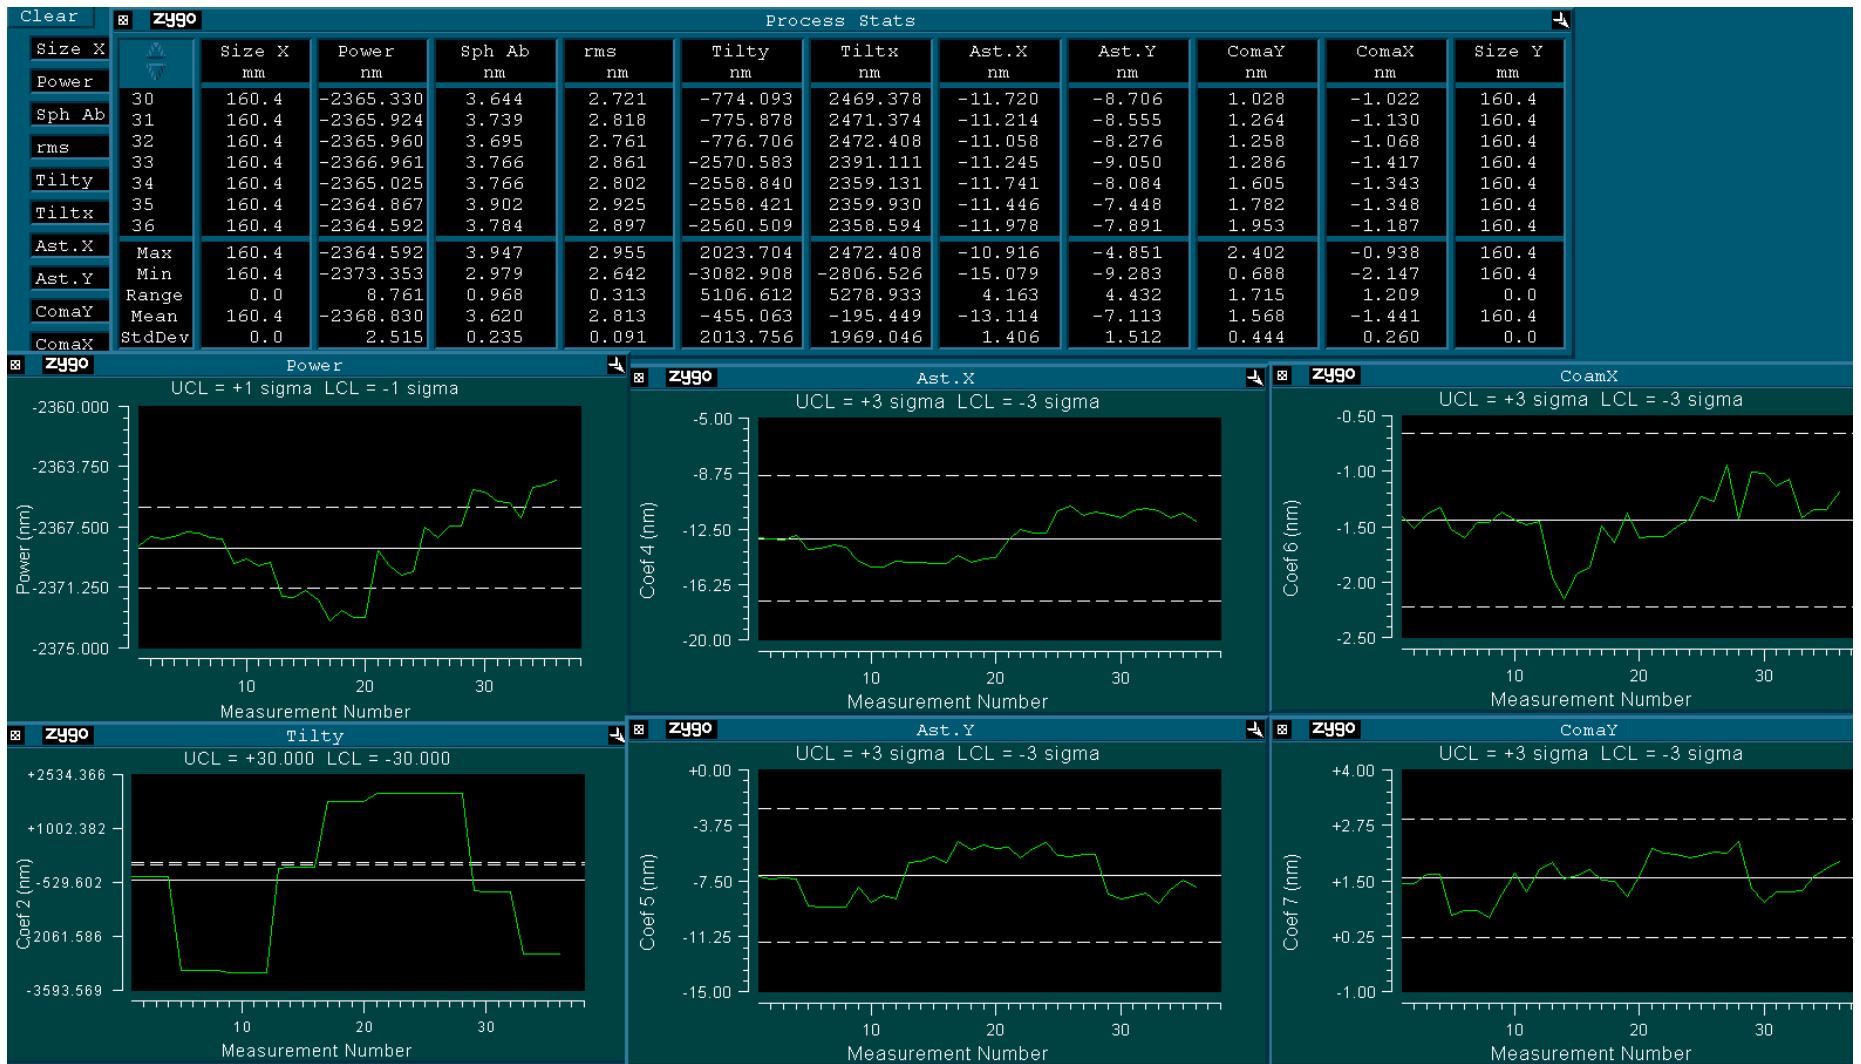 Clear
zygo Process Stats
Size X
Power
Sph Ab
rms
Tilty
Tiltx
Ast.X
Ast.Y
ComaY
ComaX
Size X Power Sph Ab rms Tilty Tiltx Ast.X Ast.Y ComaY ComaX Size Y
mm nm nm nm nm nm nm nm nm nm mm
30 160.4 -2365.330 3.644 2.721 -774.093 2469.378 -11.720 -8.706 1.028 -1.022 160.4
31 160.4 -2365.924 3.739 2.818 -775.878 2471.374 -11.214 -8.555 1.264 -1.130 160.4
32 160.4 -2365.960 3.695 2.761 -776.706 2472.408 -11.058 -8.276 1.258 -1.068 160.4
33 160.4 -2366.961 3.766 2.861 -2570.583 2391.111 -11.245 -9.050 1.286 -1.417 160.4
34 160.4 -2365.025 3.766 2.802 -2558.840 2359.131 -11.741 -8.084 1.605 -1.343 160.4
35 160.4 -2364.867 3.902 2.925 -2558.421 2359.930 -11.446 -7.448 1.782 -1.348 160.4
36 160.4 -2364.592 3.784 2.897 -2560.509 2358.594 -11.978 -7.891 1.953 -1.187 160.4
Max 160.4 -2364.592 3.947 2.955 2023.704 2472.408 -10.916 -4.851 2.402 -0.938 160.4
Min 160.4 -2373.353 2.979 2.642 -3082.908 -2806.526 -15.079 -9.283 0.688 -2.147 160.4
Range 0.0 8.761 0.968 0.313 5106.612 5278.933 4.163 4.432 1.715 1.209 0.0
Mean 160.4 -2368.830 3.620 2.813 -455.063 -195.449 -13.114 -7.113 1.568 -1.441 160.4
StdDev 0.0 2.515 0.235 0.091 2013.756 1969.046 1.406 1.512 0.444 0.260 0.0
zygo Power
UCL = +1 sigma LCL = -1 sigma
Power (nm)
-2360.000
-2363.750
-2367.500
-2371.250
-2375.000
10 20 30
Measurement Number
zygo Ast.X
UCL = +3 sigma LCL = -3 sigma
Coef 4 (nm)
-5.00
-8.75
-12.50
-16.25
-20.00
10 20 30
Measurement Number
zygo CoamX
UCL = +3 sigma LCL = -3 sigma
Coef 6 (nm)
-0.50
-1.00
-1.50
-2.00
-2.50
10 20 30
Measurement Number
zygo Tilty
UCL = +30.000 LCL = -30.000
Coef 2 (nm)
+2534.366
+1002.382
-529.602
-2061.586
-3593.569
10 20 30
Measurement Number
zygo Ast.Y
UCL = +3 sigma LCL = -3 sigma
Coef 5 (nm)
+0.00
-3.75
-7.50
-11.25
-15.00
10 20 30
Measurement Number
zygo ComaY
UCL = +3 sigma LCL = -3 sigma
Coef 7 (nm)
+4.00
+2.75
+1.50
+0.25
-1.00
10 20 30
Measurement Number